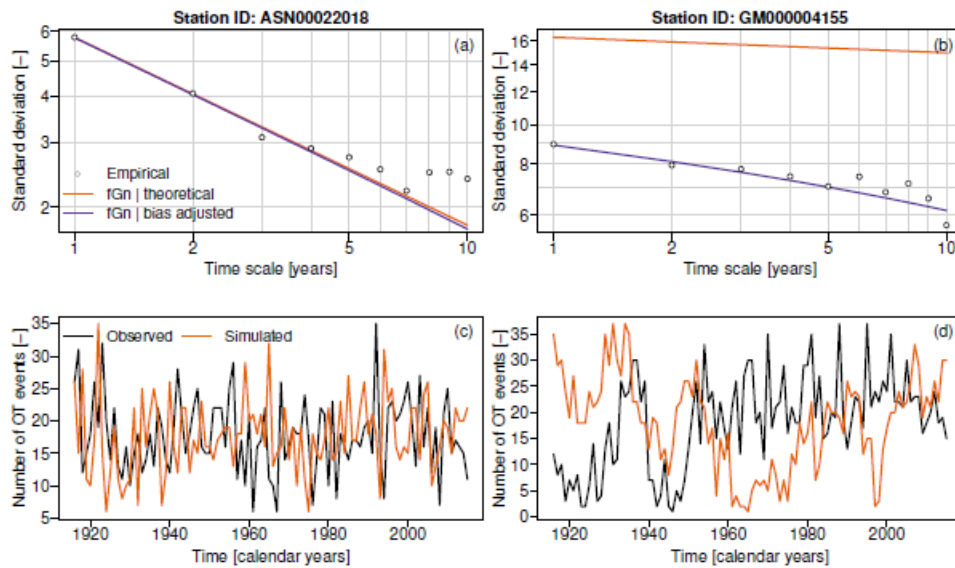 Station ID: ASN00022018
Station ID: GM000004155
(a)
Standard deviation [–]
6
5
4
3
2
Empirical
fGn | theoretical
fGn | bias adjusted
1 2 5 10
Time scale [years]
(b)
Standard deviation [–]
16
14
10
8
6
1 2 5 10
Time scale [years]
(c)
Number of OT events [–]
35
30
25
20
15
10
5
Observed Simulated
1920 1940 1960 1980 2000
Time [calendar years]
(d)
Number of OT events [–]
35
30
25
20
15
10
5
0
1920 1940 1960 1980 2000
Time [calendar years]